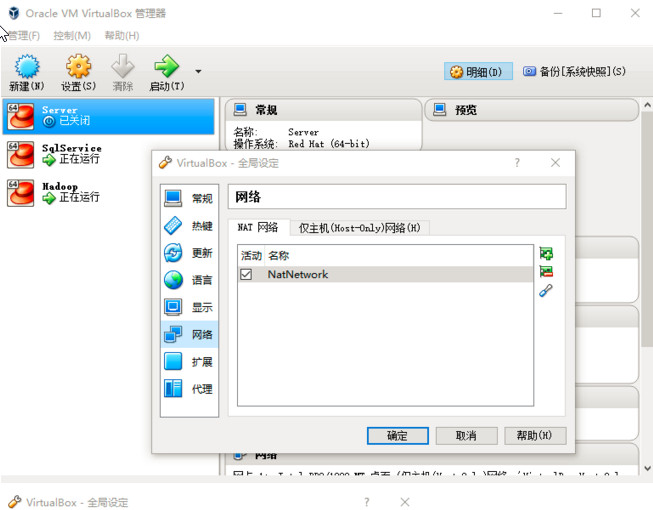 Oracle VM VirtualBox 管理器
管理(F) 控制(M) 帮助(H)
新建(N) 设置(S) 清除 启动(T) 明细(D) 备份[系统快照](S)
64 Server
已关闭
64 SqlService
正在运行
64 Hadoop
正在运行
常规
名称: Server
操作系统: Red Hat (64-bit)
预览
VirtualBox - 全局设定
常规
热键
更新
语言
显示
网络
扩展
代理
网络
NAT 网络 仅主机(Host-Only)网络(H)
活动 名称
NatNetwork
确定 取消 帮助(H)
网络
VirtualBox - 全局设定